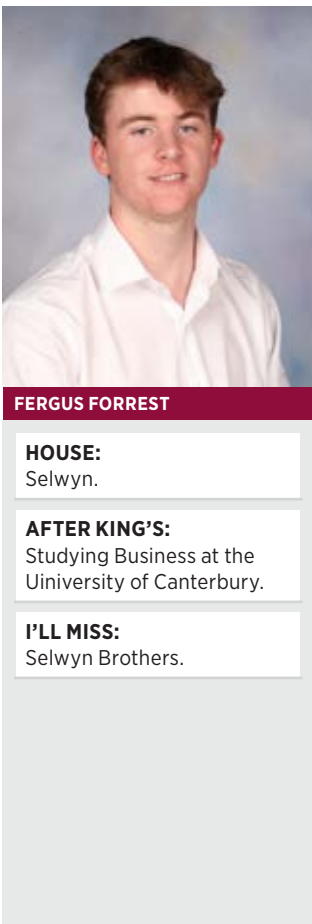 FERGUS FORREST
HOUSE:
Selwyn.
AFTER KING'S:
Studying Business at the
Uiniversity of Canterbury.
I'LL MISS:
Selwyn Brothers.